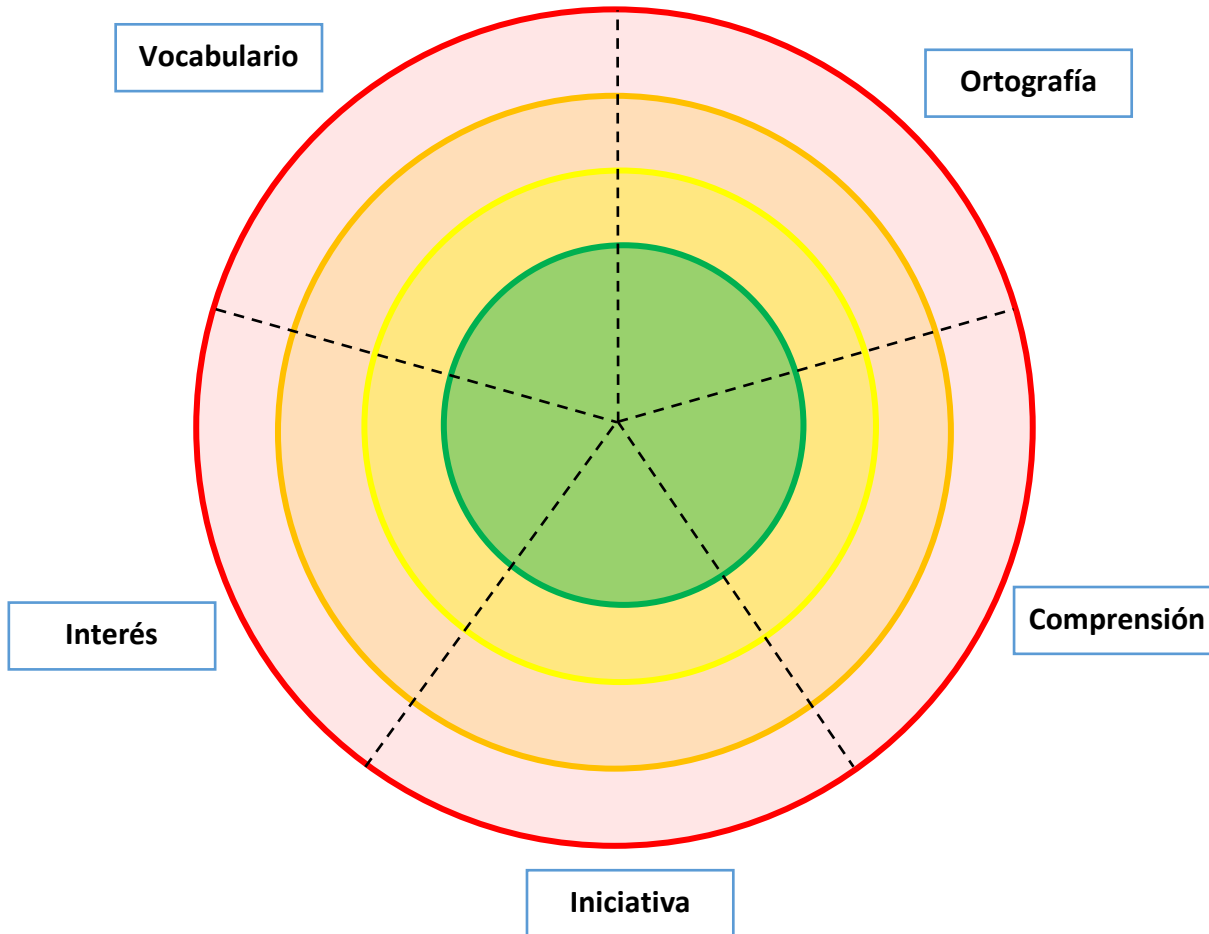 Vocabulario
Ortografía
Interés
Comprensión
Iniciativa